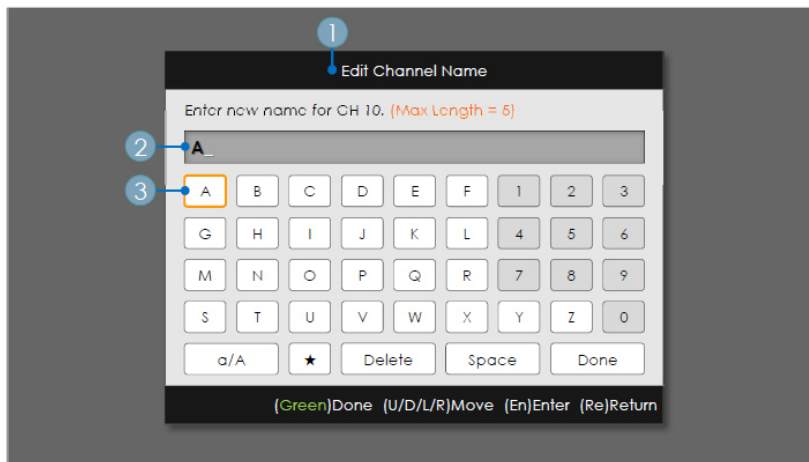 1
Edit Channel Name
Enter new name for CH 10. (Max Length = 5)
2 A_
3 A B C D E F 1 2 3
G H I J K L 4 5 6
M N O P Q R 7 8 9
S T U V W X Y Z 0
a/A ★ Delete Space Done
(Green)Done (U/D/L/R)Move (En)Enter (Re)Return